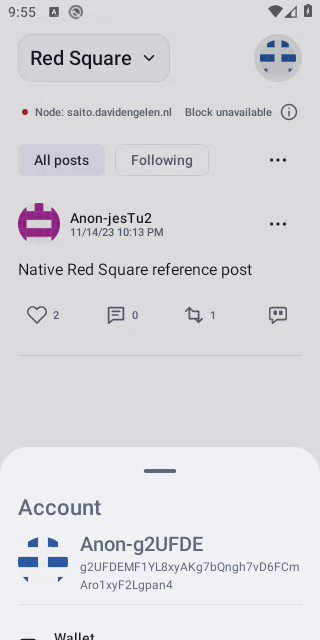 9:55
Red Square
Node: saito.davidengelen.nl Block unavailable
All posts Following
Anon-jesTu2
11/14/23 10:13 PM
Native Red Square reference post
2 0 1
Account
Anon-g2UFDE
g2UFDEMF1YL8xyAKg7bQngh7vD6FCm
Aro1xyF2Lgpan4
Wallet